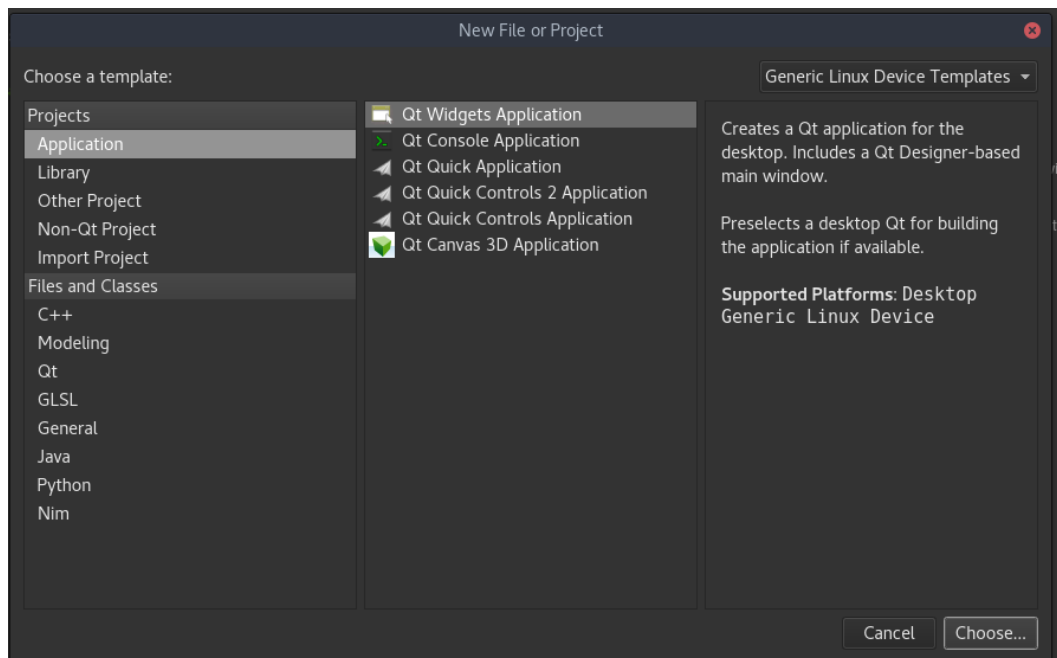 New File or Project
Choose a template:
Generic Linux Device Templates
Projects
Application
Library
Other Project
Non-Qt Project
Import Project
Files and Classes
C++
Modeling
Qt
GLSL
General
Java
Python
Nim
Qt Widgets Application
Qt Console Application
Qt Quick Application
Qt Quick Controls 2 Application
Qt Quick Controls Application
Qt Canvas 3D Application
Creates a Qt application for the
desktop. Includes a Qt Designer-based
main window.
Preselects a desktop Qt for building
the application if available.
Supported Platforms: Desktop
Generic Linux Device
Cancel
Choose...